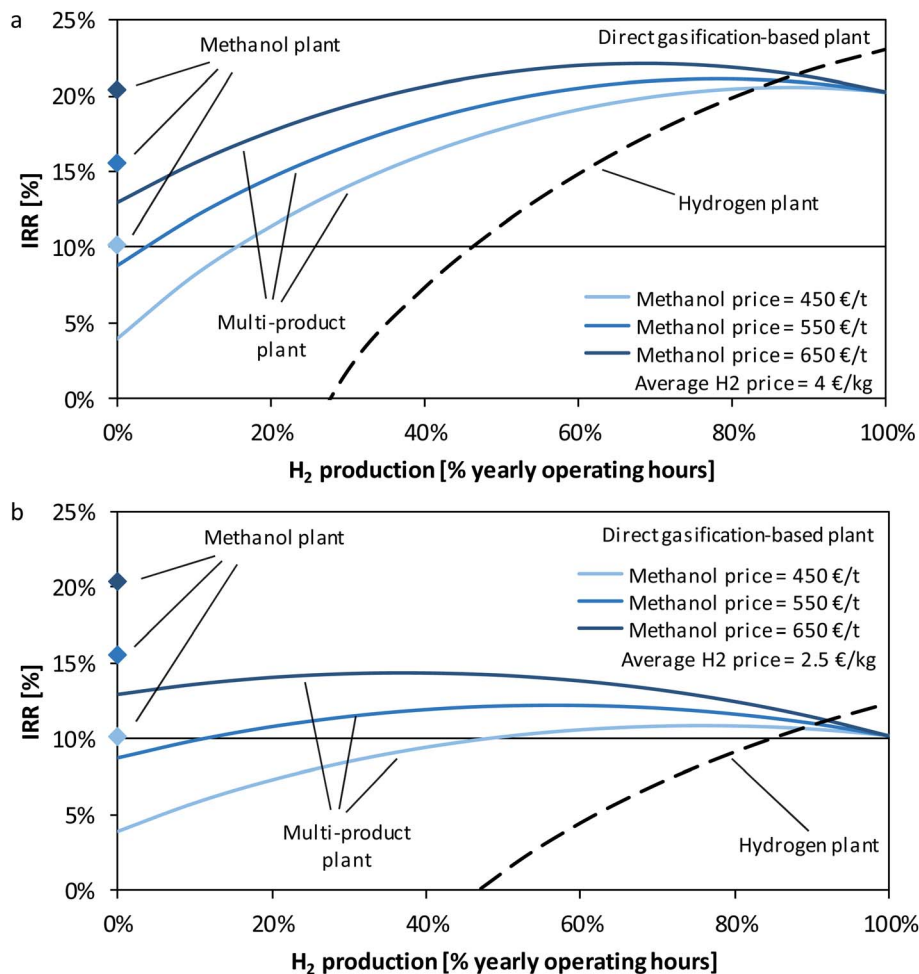 a
25%
20%
15%
10%
5%
0%
IRR [%]
Methanol plant
Direct gasification-based plant
Hydrogen plant
Multi-product
plant
Methanol price = 450 €/t
Methanol price = 550 €/t
Methanol price = 650 €/t
Average H2 price = 4 €/kg
0% 20% 40% 60% 80% 100%
H₂ production [% yearly operating hours]
b
25%
20%
15%
10%
5%
0%
IRR [%]
Methanol plant
Direct gasification-based plant
Methanol price = 450 €/t
Methanol price = 550 €/t
Methanol price = 650 €/t
Average H2 price = 2.5 €/kg
Multi-product
plant
Hydrogen plant
0% 20% 40% 60% 80% 100%
H₂ production [% yearly operating hours]